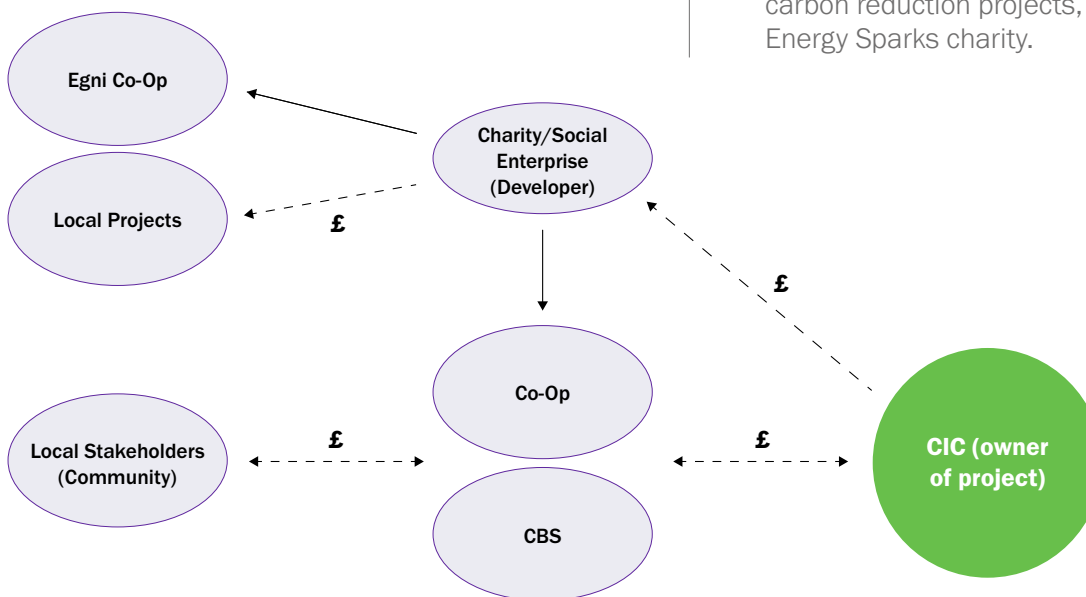 carbon reduction projects,
Energy Sparks charity.
Egni Co-Op
Charity/Social
Enterprise
(Developer)
Local Projects
£
£
Co-Op
Local Stakeholders
(Community)
£
£
CIC (owner
of project)
CBS